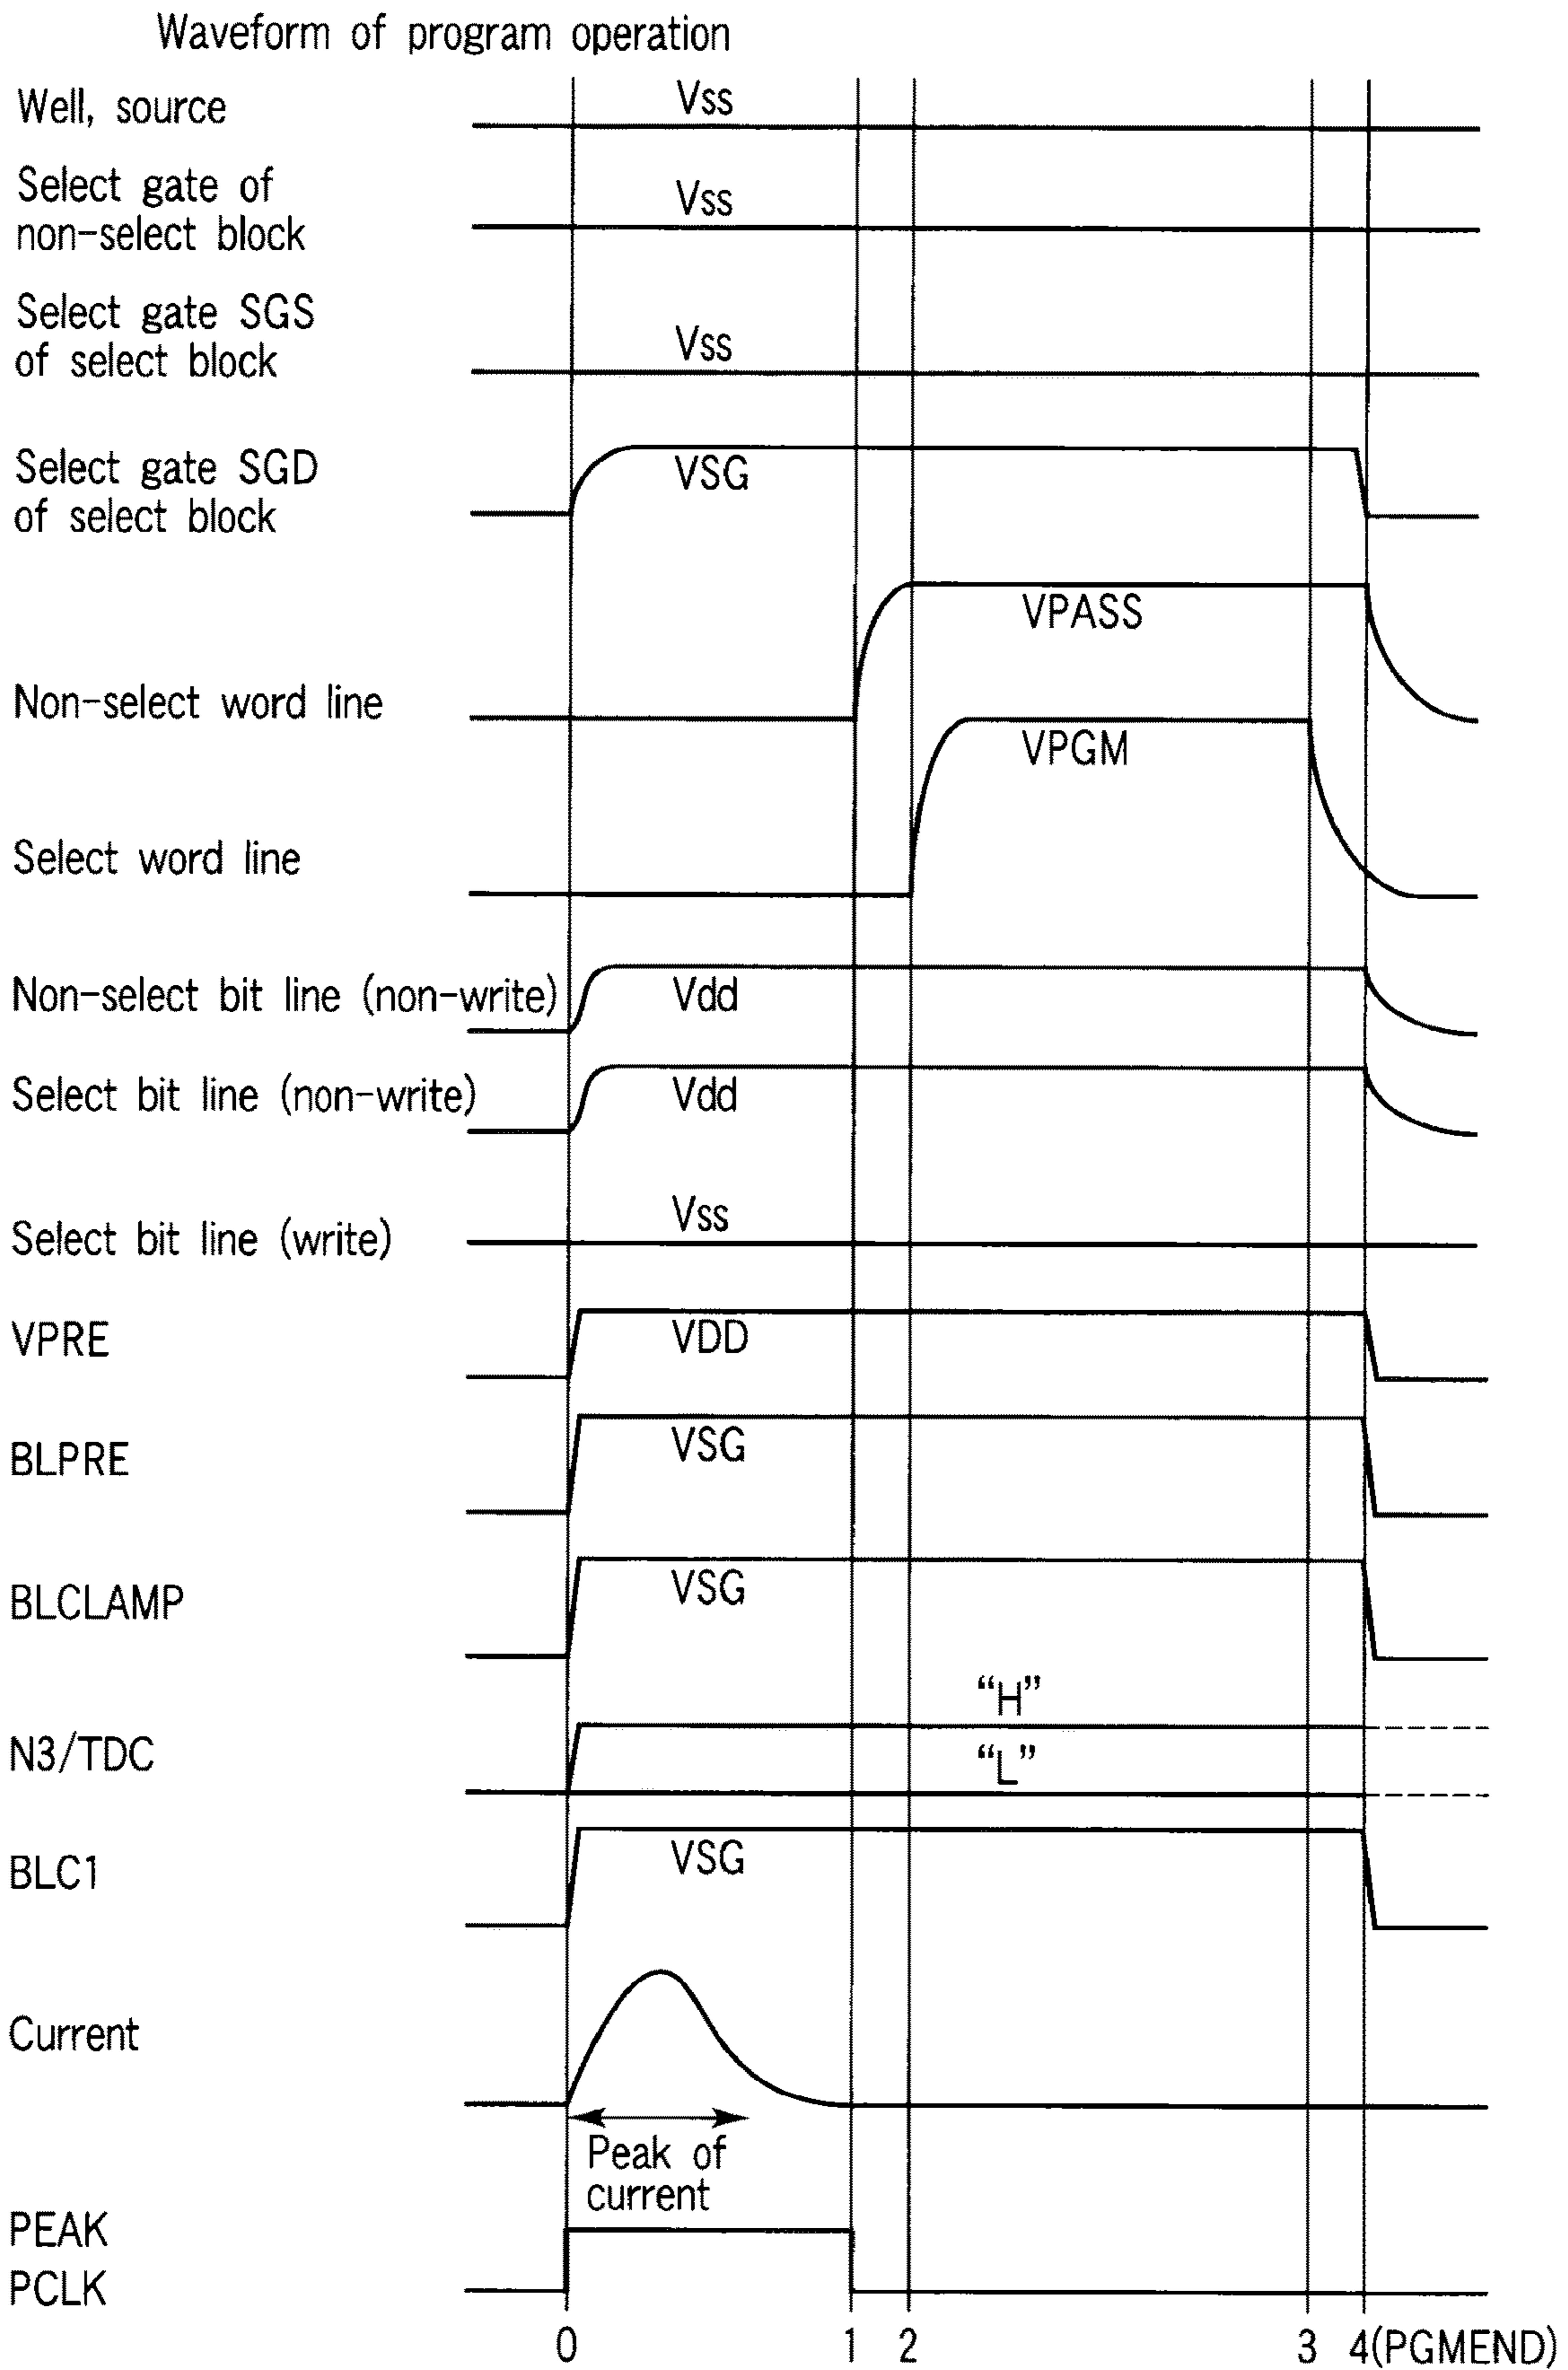 Waveform of program operation
Well, source
Vss
Select gate of
non-select block
Vss
Select gate SGS
of select block
Vss
Select gate SGD
of select block
VSG
VPASS
Non-select word line
VPGM
Select word line
Non-select bit line (non-write)
Vdd
Select bit line (non-write)
Vdd
Select bit line (write)
Vss
VPRE
VDD
BLPRE
VSG
BLCLAMP
VSG
“H”
N3/TDC
“L”
BLC1
VSG
Current
Peak of
current
PEAK
PCLK
0 1 2 3 4(PGMEND)